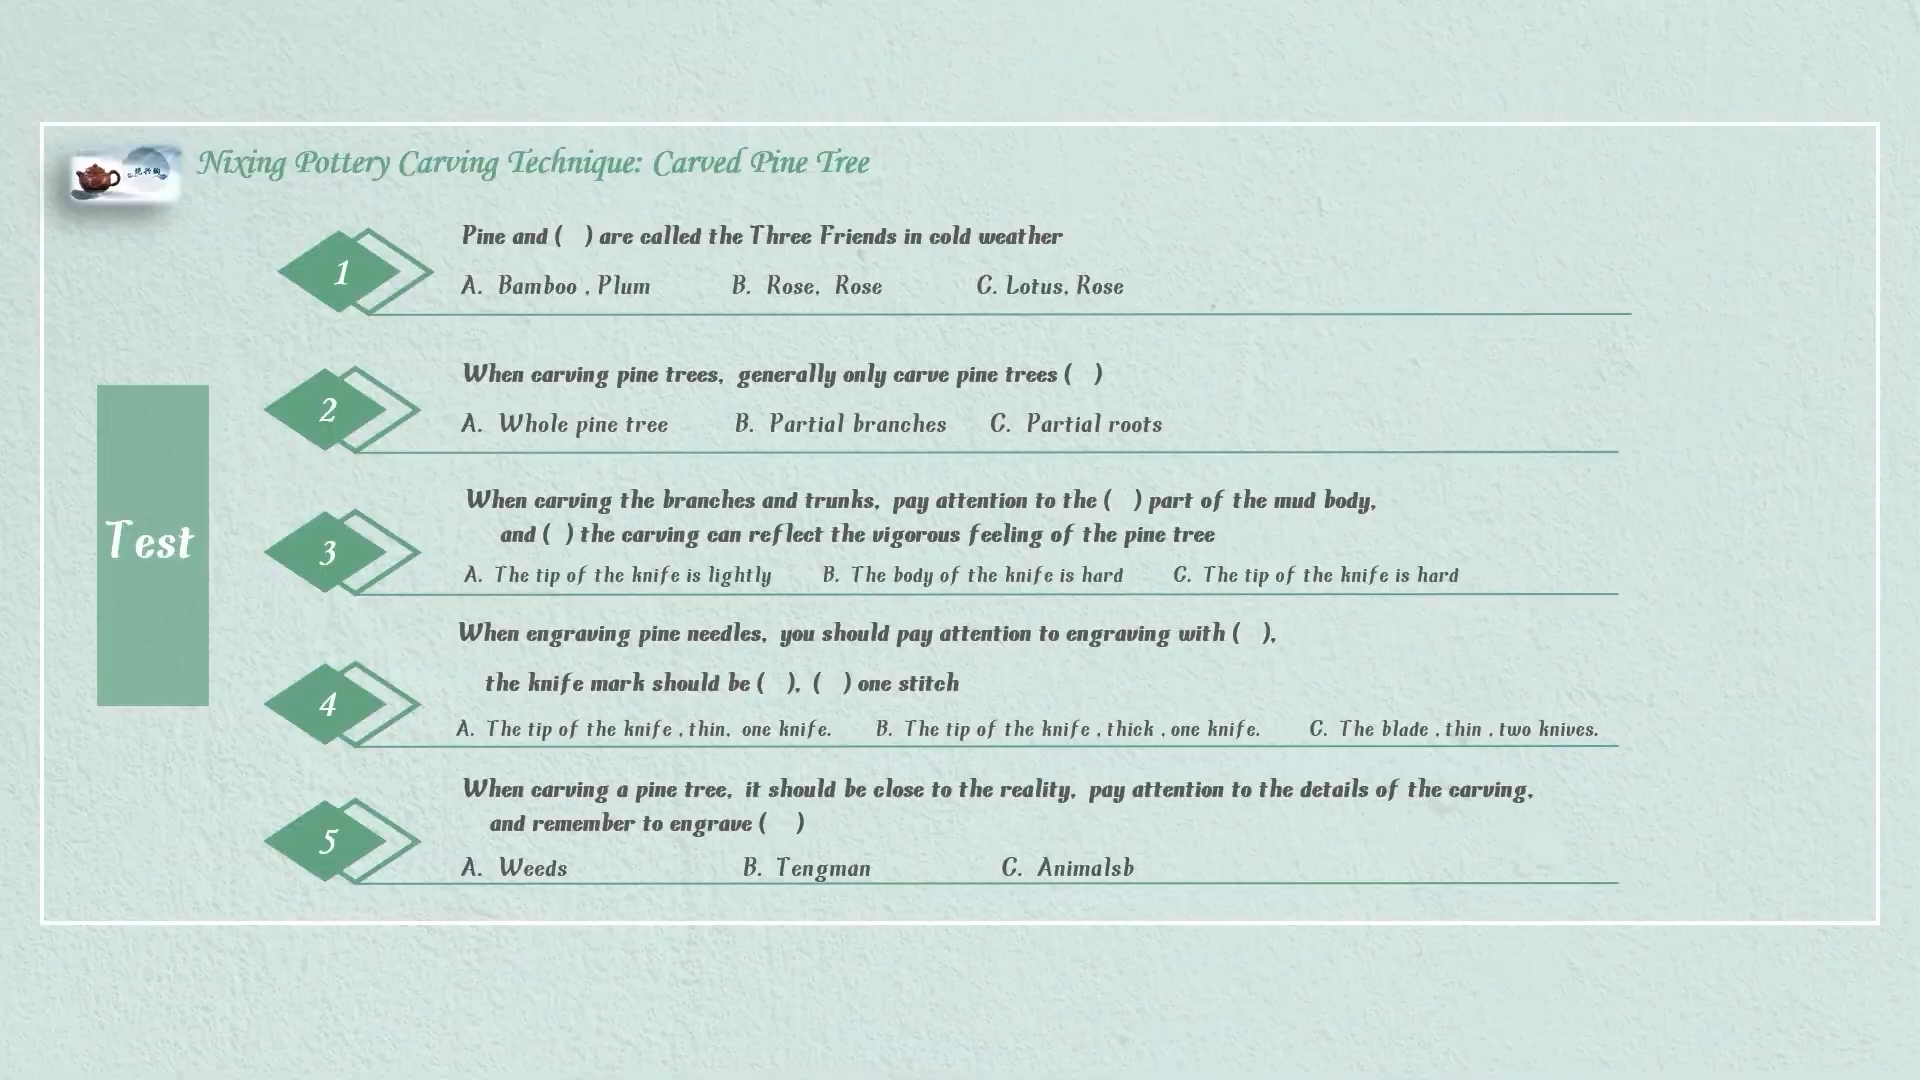 Nixing Pottery Carving Technique: Carved Pine Tree
Test
1
Pine and (   ) are called the Three Friends in cold weather
A. Bamboo , Plum   B. Rose, Rose   C. Lotus, Rose
2
When carving pine trees, generally only carve pine trees (   )
A. Whole pine tree   B. Partial branches   C. Partial roots
3
When carving the branches and trunks, pay attention to the (   ) part of the mud body,
and (   ) the carving can reflect the vigorous feeling of the pine tree
A. The tip of the knife is lightly   B. The body of the knife is hard   C. The tip of the knife is hard
4
When engraving pine needles, you should pay attention to engraving with (   ),
the knife mark should be (   ), (   ) one stitch
A. The tip of the knife , thin, one knife.   B. The tip of the knife , thick , one knife.   C. The blade , thin , two knives.
5
When carving a pine tree, it should be close to the reality, pay attention to the details of the carving,
and remember to engrave (   )
A. Weeds   B. Tengman   C. Animalsb